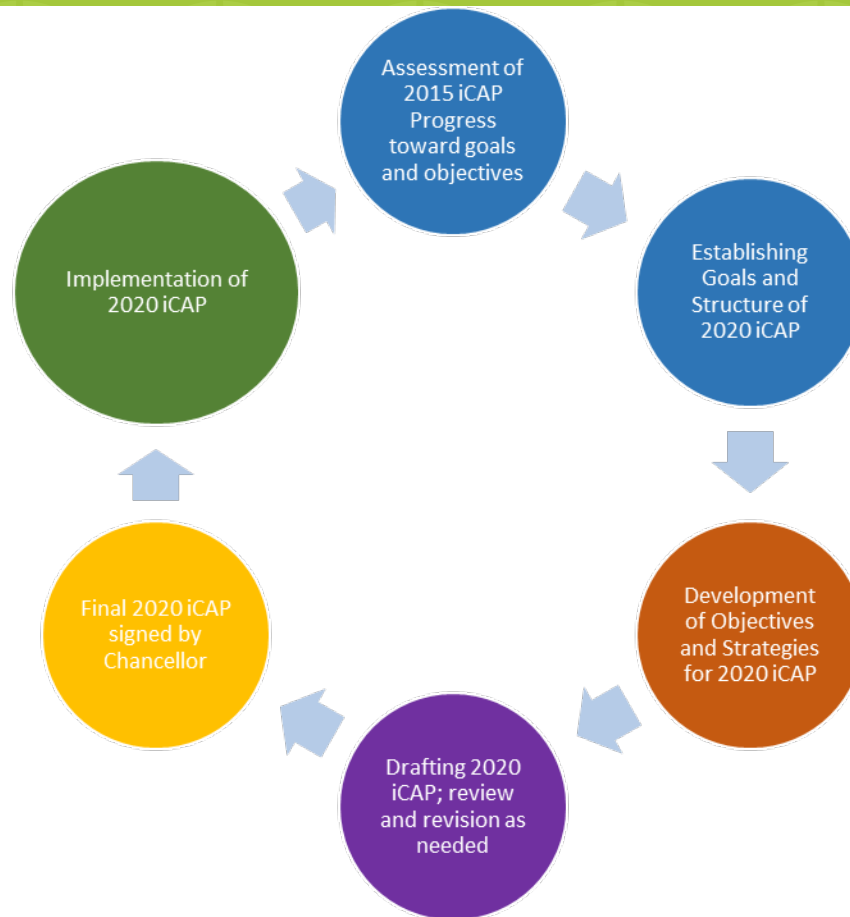 Assessment of
2015 iCAP
Progress
toward goals
and objectives
Establishing
Goals and
Structure of
2020 iCAP
Development
of Objectives
and Strategies
for 2020 iCAP
Drafting 2020
iCAP; review
and revision as
needed
Final 2020 iCAP
signed by
Chancellor
Implementation of
2020 iCAP